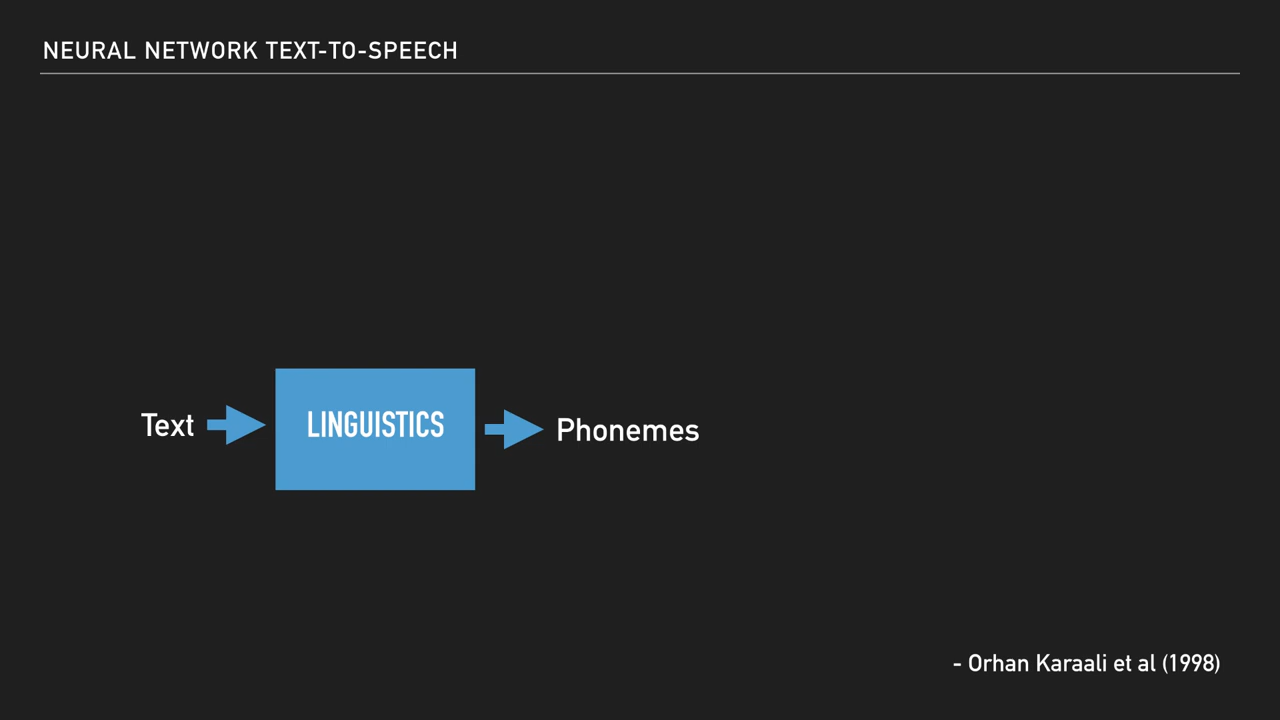 NEURAL NETWORK TEXT-TO-SPEECH
Text
LINGUISTICS
Phonemes
- Orhan Karaali et al (1998)